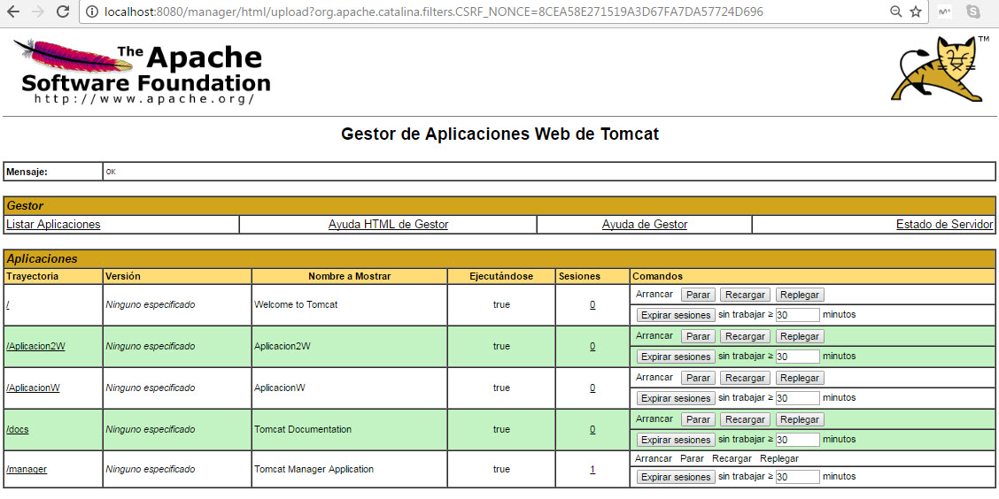 localhost:8080/manager/html/upload?org.apache.catalina.filters.CSRF_NONCE=8CEA58E271519A3D67FA7DA57724D696
The Apache
Software Foundation
http://www.apache.org/
TM
Gestor de Aplicaciones Web de Tomcat
Mensaje: OK
Gestor
Listar Aplicaciones Ayuda HTML de Gestor Ayuda de Gestor Estado de Servidor
Aplicaciones
Trayectoria Versión Nombre a Mostrar Ejecutándose Sesiones Comandos
/ Ninguno especificado Welcome to Tomcat true 0 Arrancar Parar Recargar Replegar
Expirar sesiones sin trabajar ≥ 30 minutos
/Aplicacion2W Ninguno especificado Aplicacion2W true 0 Arrancar Parar Recargar Replegar
Expirar sesiones sin trabajar ≥ 30 minutos
/AplicacionW Ninguno especificado AplicacionW true 0 Arrancar Parar Recargar Replegar
Expirar sesiones sin trabajar ≥ 30 minutos
/docs Ninguno especificado Tomcat Documentation true 0 Arrancar Parar Recargar Replegar
Expirar sesiones sin trabajar ≥ 30 minutos
/manager Ninguno especificado Tomcat Manager Application true 1 Arrancar Parar Recargar Replegar
Expirar sesiones sin trabajar ≥ 30 minutos